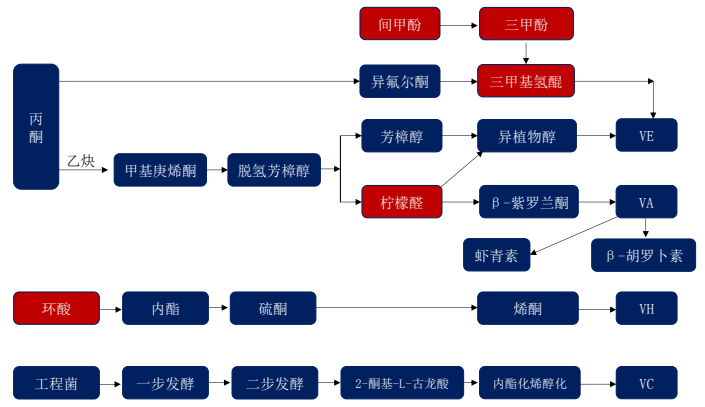 间甲酚
三甲酚
丙
酮
异氟尔酮
三甲基氢醌
芳樟醇
异植物醇
VE
乙炔
甲基庚烯酮
脱氢芳樟醇
柠檬醛
β-紫罗兰酮
VA
虾青素
β-胡罗卜素
环酸
内酯
硫酮
烯酮
VH
工程菌
一步发酵
二步发酵
2-酮基-L-古龙酸
内酯化烯醇化
VC